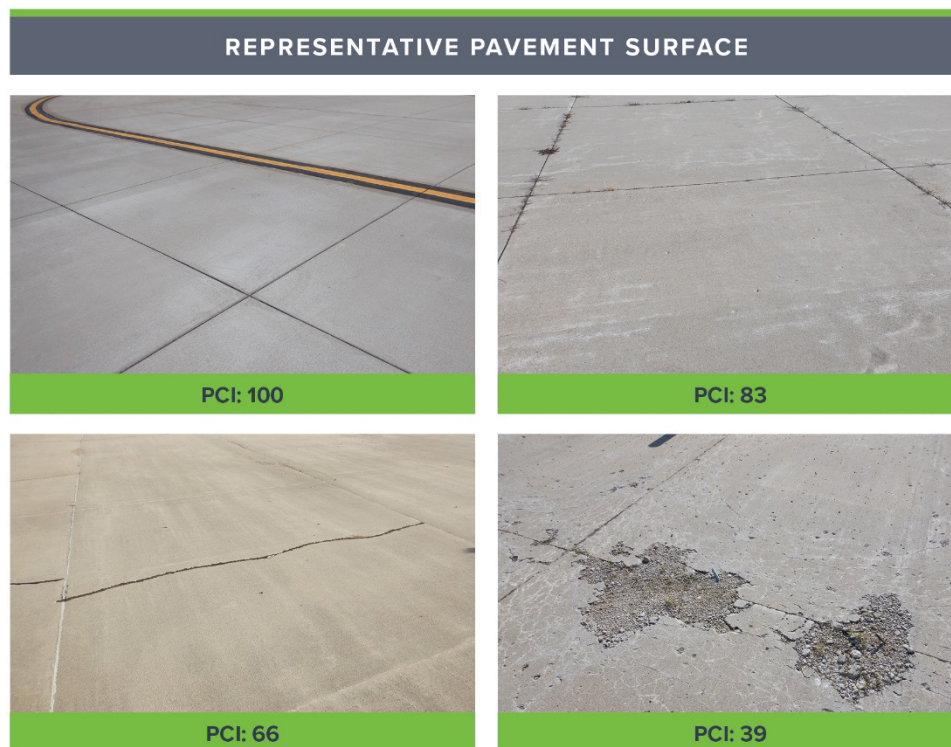 REPRESENTATIVE PAVEMENT SURFACE
PCI: 100
PCI: 83
PCI: 66
PCI: 39